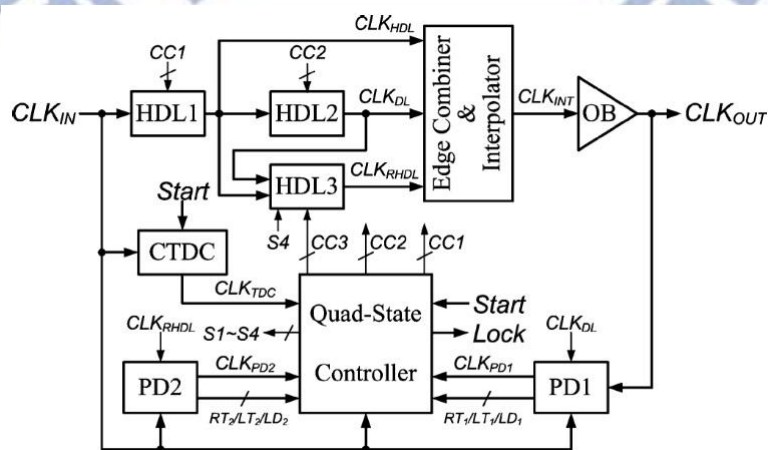 CLK_HDL
CC1
CC2
CLK_IN
HDL1
HDL2
CLK_DL
Edge Combiner & Interpolator
CLK_INT
OB
CLK_OUT
HDL3
CLK_RHDL
Start
S4
CC3
CC2
CC1
CTDC
CLK_TDC
Quad-State
Controller
Start
Lock
S1~S4
CLK_RHDL
CLK_DL
PD2
CLK_PD2
RT2/LT2/LD2
CLK_PD1
RT1/LT1/LD1
PD1